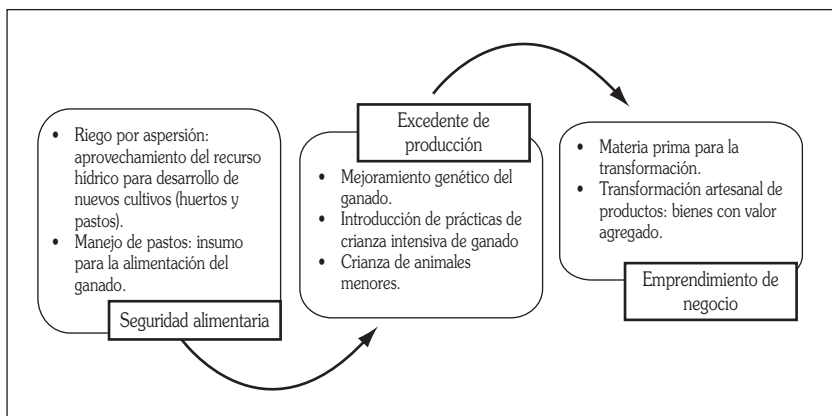 • Riego por aspersión:
aprovechamiento del recurso
hídrico para desarrollo de
nuevos cultivos (huertos y
pastos).
• Manejo de pastos: insumo
para la alimentación del
ganado.
Seguridad alimentaria
Excedente de
producción
• Mejoramiento genético del
ganado.
• Introducción de prácticas de
crianza intensiva de ganado
• Crianza de animales
menores.
• Materia prima para la
transformación.
• Transformación artesanal de
productos: bienes con valor
agregado.
Emprendimiento de
negocio